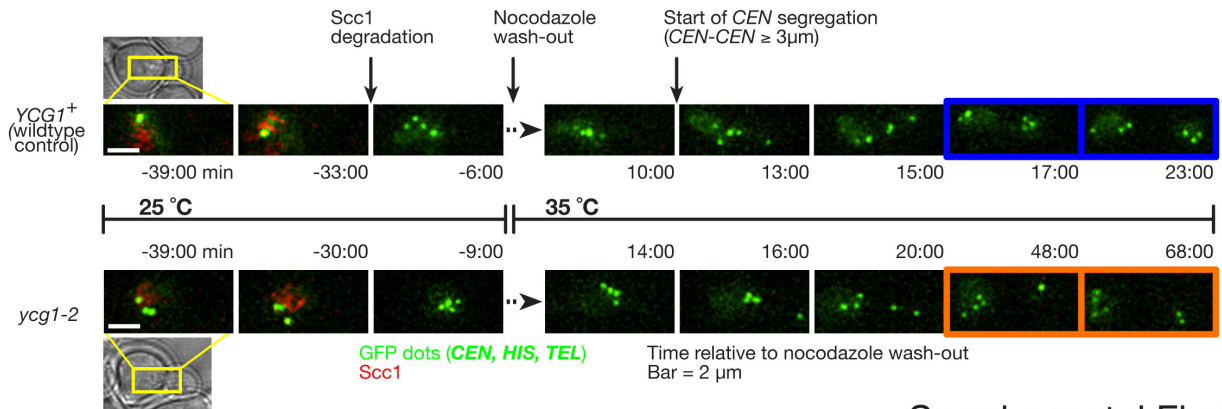 Scc1
degradation
Nocodazole
wash-out
Start of CEN segregation
(CEN-CEN ≥ 3µm)
YCG1+
(wildtype
control)
-39:00 min -33:00 -6:00 10:00 13:00 15:00 17:00 23:00
25 °C 35 °C
-39:00 min -30:00 -9:00 14:00 16:00 20:00 48:00 68:00
ycg1-2
GFP dots (CEN, HIS, TEL)
Scc1
Time relative to nocodazole wash-out
Bar = 2 µm